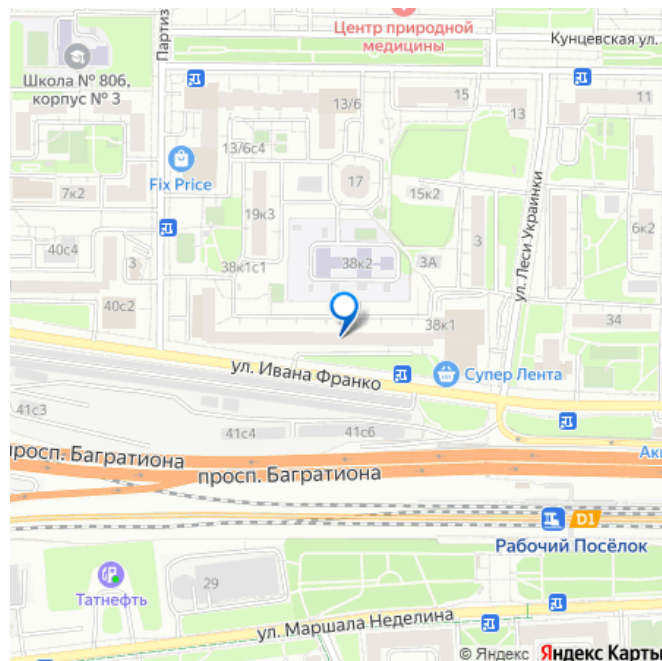 Центр природной
медицины
Кунцевская ул.
Партиз
Школа № 806,
корпус № 3
15
11
13/6
13
13/6с4
Fix Price
17
7к2
15к2
19к3
ул. Леси Украинки
6к2
40с4
3
3
3А
38к2
38к1с1
40с2
38к1
34
ул. Ивана Франко
Супер Лента
41с3
41с4
41с6
просп. Багратиона
просп. Багратиона
Ак
D1
Рабочий Посёлок
29
Татнефть
ул. Маршала Неделина
© Яндекс Яндекс Карты